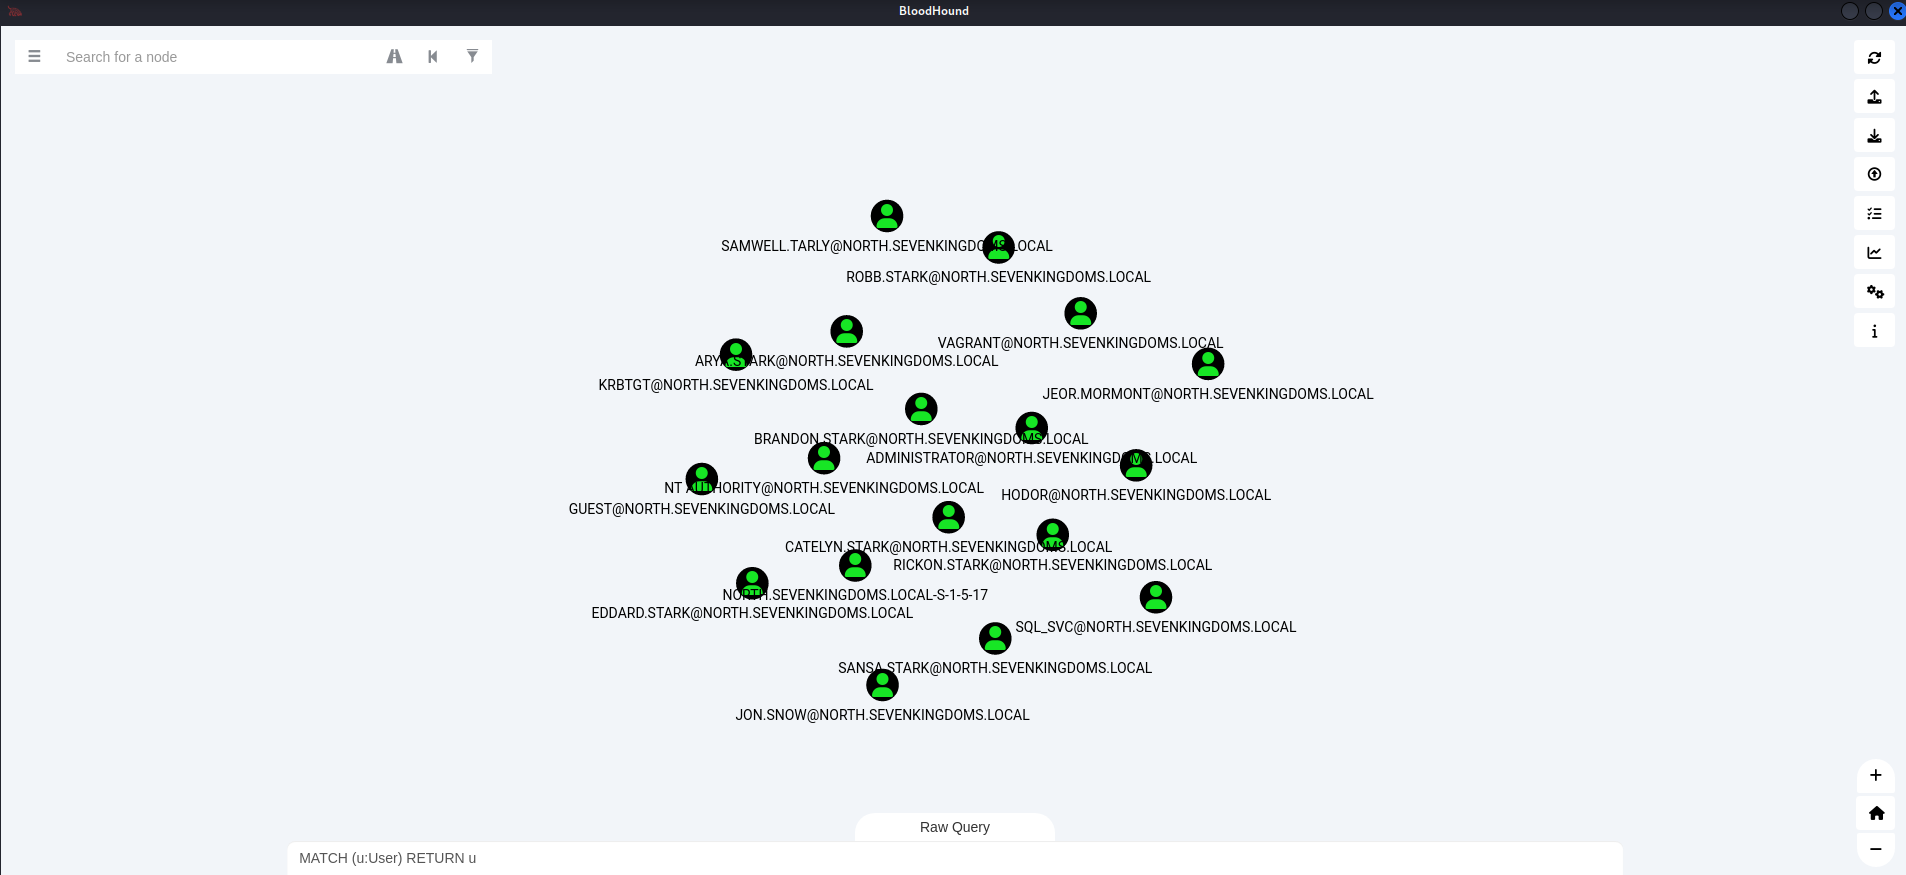 BloodHound
Search for a node
SAMWELL.TARLY@NORTH.SEVENKINGDOMS.LOCAL
ROBB.STARK@NORTH.SEVENKINGDOMS.LOCAL
VAGRANT@NORTH.SEVENKINGDOMS.LOCAL
ARYA.STARK@NORTH.SEVENKINGDOMS.LOCAL
KRBTGT@NORTH.SEVENKINGDOMS.LOCAL
JEOR.MORMONT@NORTH.SEVENKINGDOMS.LOCAL
BRANDON.STARK@NORTH.SEVENKINGDOMS.LOCAL
ADMINISTRATOR@NORTH.SEVENKINGDOMS.LOCAL
NT AUTHORITY@NORTH.SEVENKINGDOMS.LOCAL
HODOR@NORTH.SEVENKINGDOMS.LOCAL
GUEST@NORTH.SEVENKINGDOMS.LOCAL
CATELYN.STARK@NORTH.SEVENKINGDOMS.LOCAL
RICKON.STARK@NORTH.SEVENKINGDOMS.LOCAL
NORTH.SEVENKINGDOMS.LOCAL-S-1-5-17
EDDARD.STARK@NORTH.SEVENKINGDOMS.LOCAL
SQL_SVC@NORTH.SEVENKINGDOMS.LOCAL
SANSA.STARK@NORTH.SEVENKINGDOMS.LOCAL
JON.SNOW@NORTH.SEVENKINGDOMS.LOCAL
Raw Query
MATCH (u:User) RETURN u